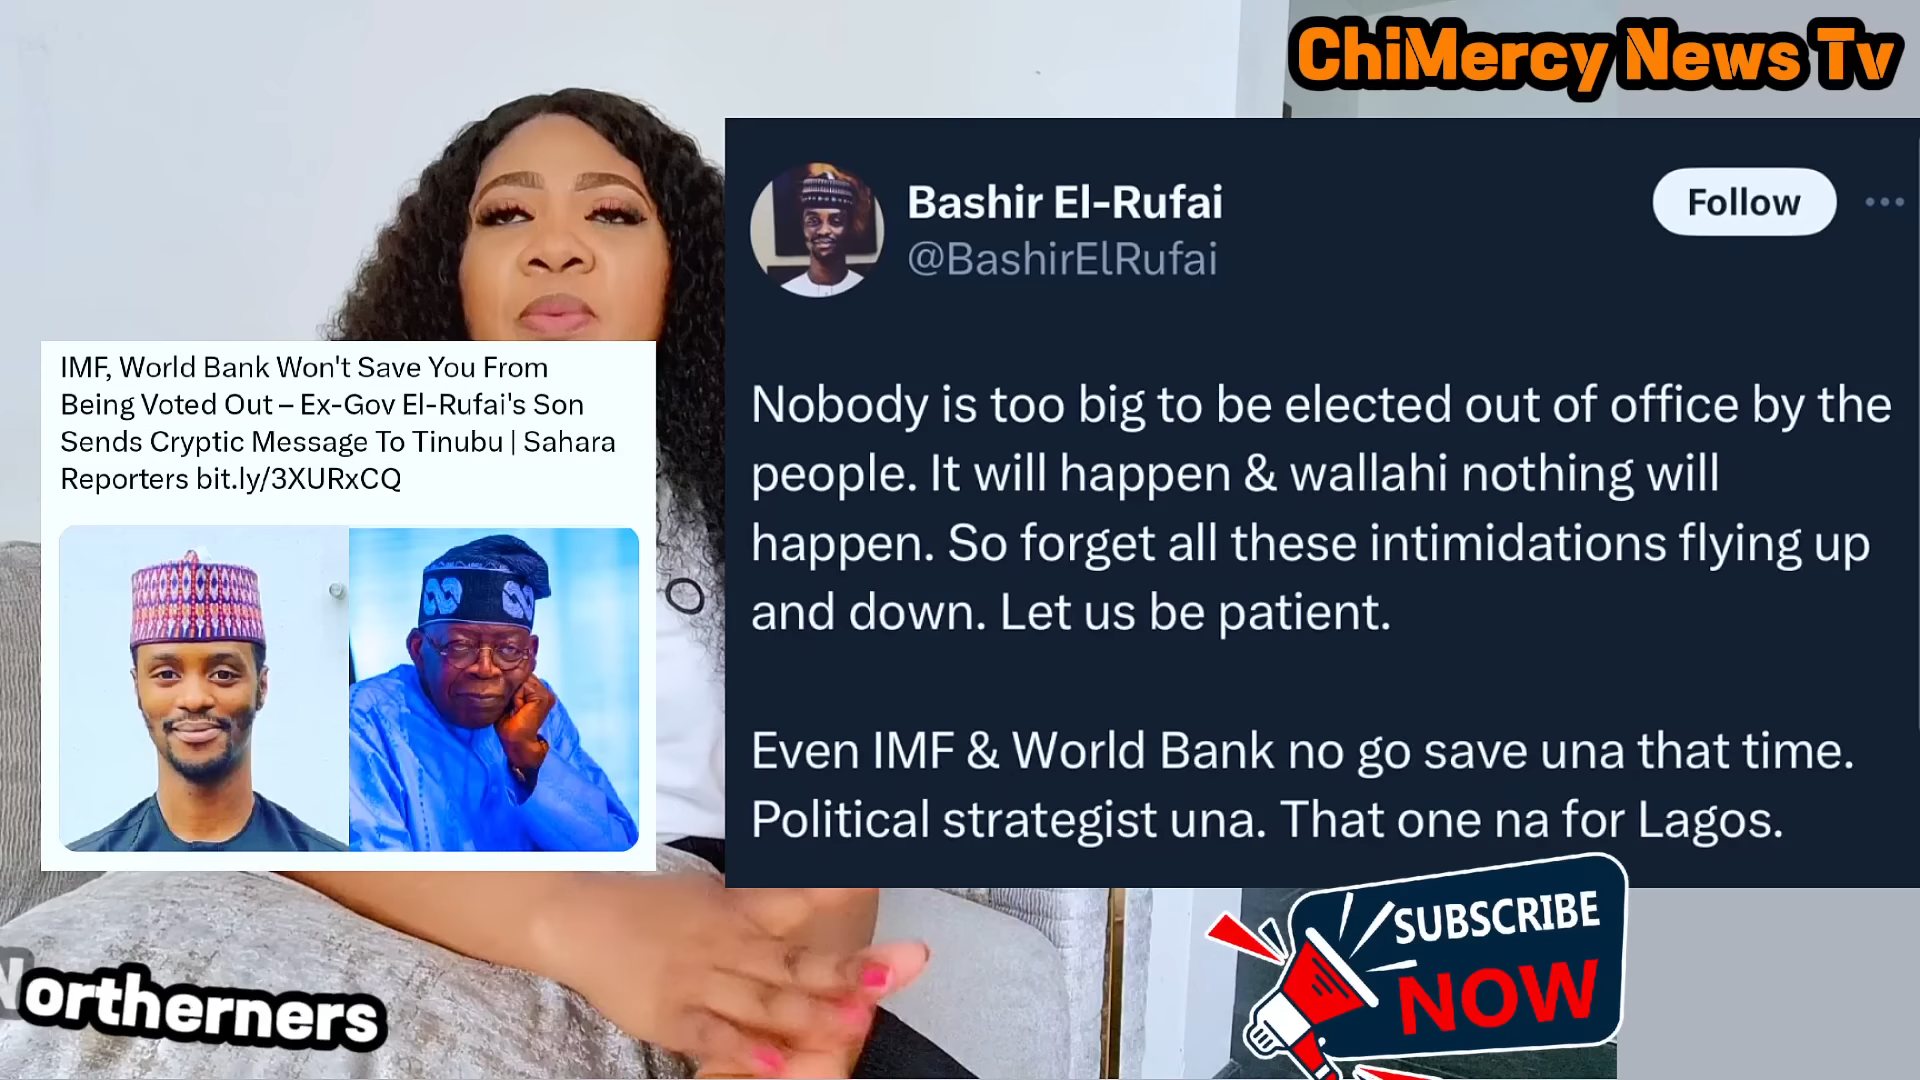 ChiMercy News Tv
Bashir El-Rufai
@BashirElRufai
Follow
Nobody is too big to be elected out of office by the
people. It will happen & wallahi nothing will
happen. So forget all these intimidations flying up
and down. Let us be patient.
Even IMF & World Bank no go save una that time.
Political strategist una. That one na for Lagos.
IMF, World Bank Won't Save You From
Being Voted Out – Ex-Gov El-Rufai's Son
Sends Cryptic Message To Tinubu | Sahara
Reporters bit.ly/3XURxCQ
Northerners
SUBSCRIBE
NOW